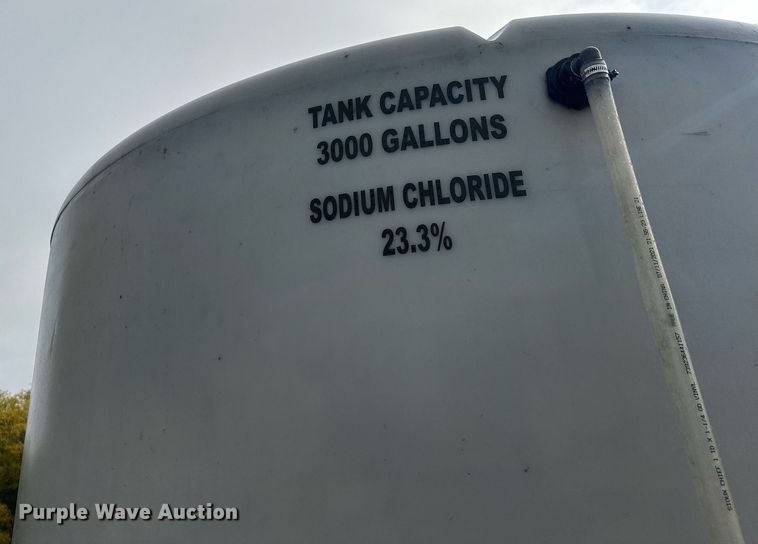 TANK CAPACITY
3000 GALLONS
SODIUM CHLORIDE
23.3%
Purple Wave Auction